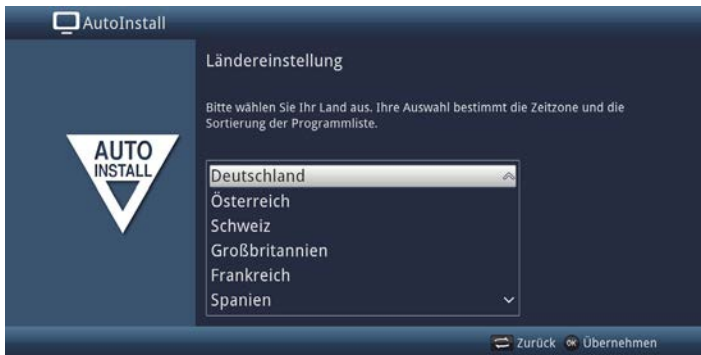 AutoInstall
Ländereinstellung
Bitte wählen Sie Ihr Land aus. Ihre Auswahl bestimmt die Zeitzone und die
Sortierung der Programmliste.
AUTO
INSTALL
Deutschland
Österreich
Schweiz
Großbritannien
Frankreich
Spanien
Zurück OK Übernehmen